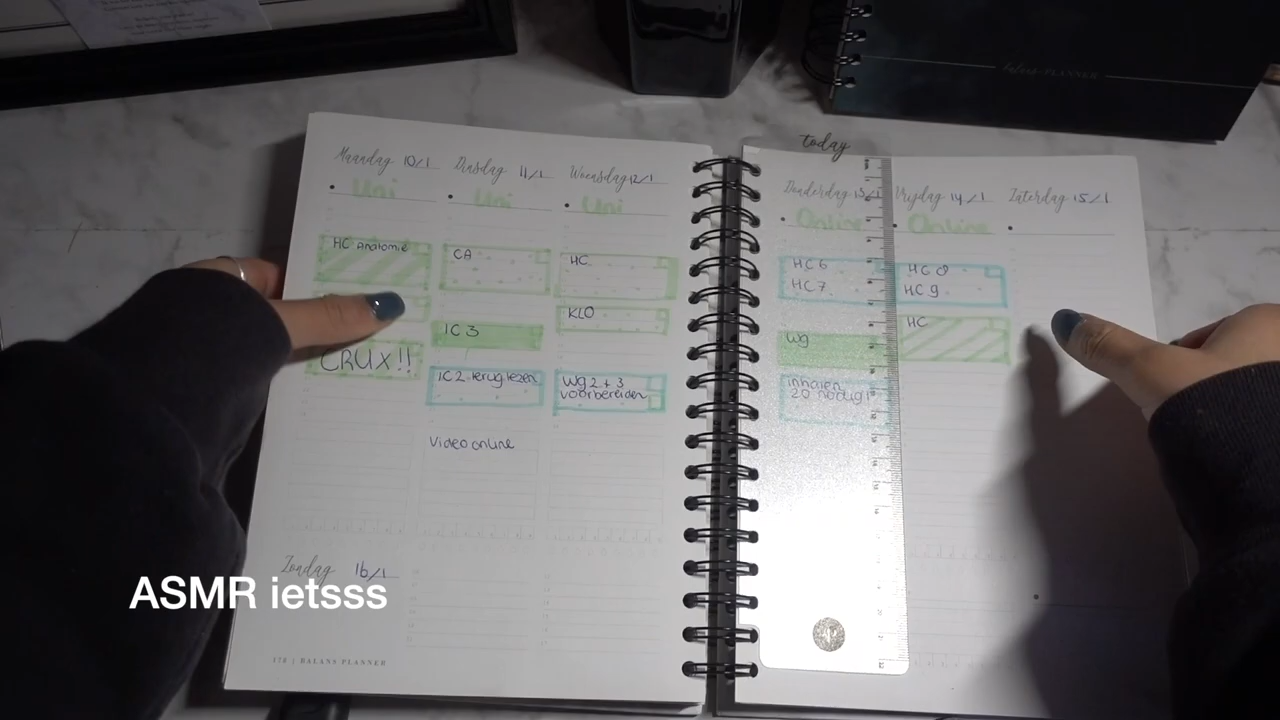 balans PLANNER
today
Maandag 10/1
Dinsdag 11/1
Woensdag 12/1
Donderdag 13/1
Vrijdag 14/1
Zaterdag 15/1
Uni
Uni
Uni
Online
Online
HC anatomie
CRUX!!
CA
IC 3
IC 2 teruglezen
Video online
HC
KLO
Wg 2 + 3
voorbereiden
HC 6
HC 7
Wg
inhalen
20 nodig!
HC 8
HC 9
HC
Zondag 16/1
ASMR ietsss
178 | BALANS PLANNER